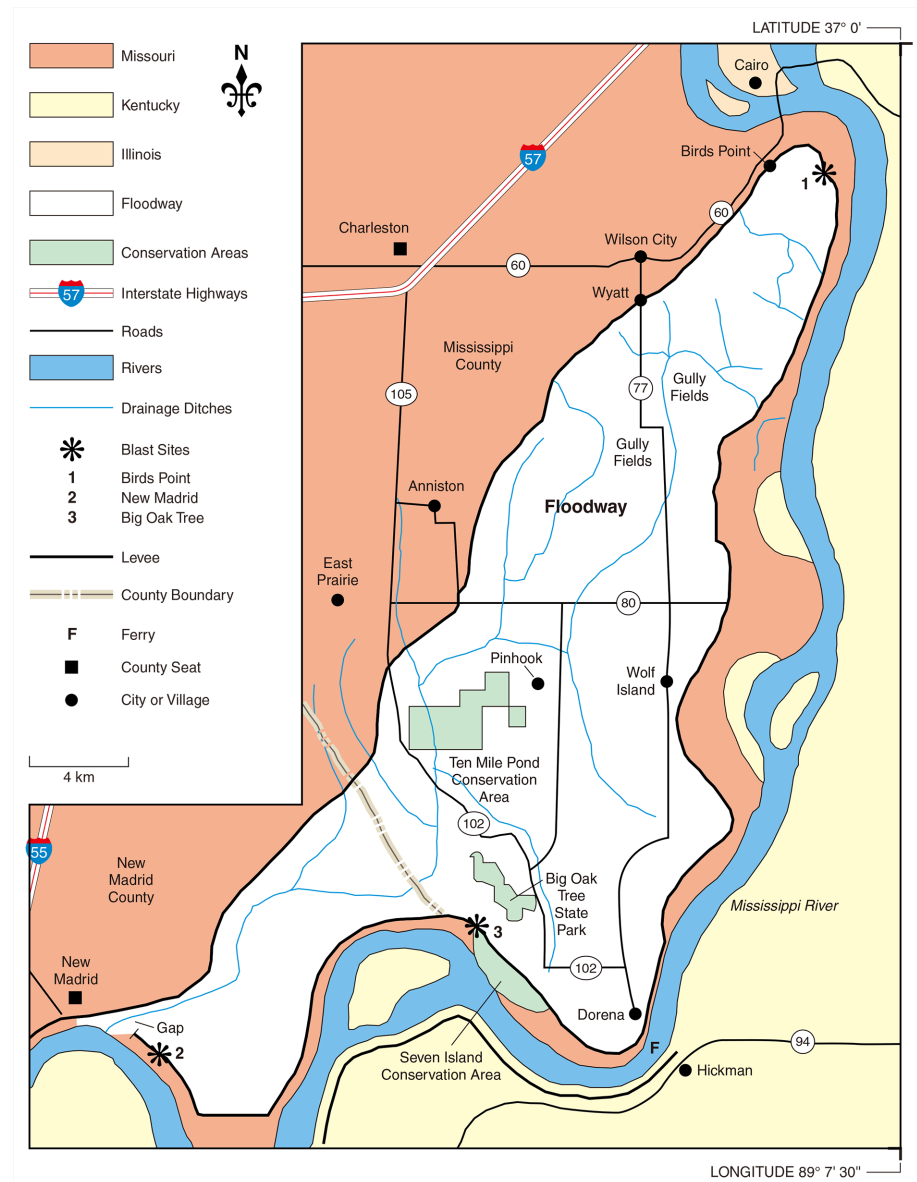 LATITUDE 37° 0'
Missouri
Kentucky
Illinois
Floodway
Conservation Areas
57
Interstate Highways
Roads
Rivers
Drainage Ditches
Blast Sites
1
Birds Point
2
New Madrid
3
Big Oak Tree
Levee
County Boundary
F
Ferry
County Seat
City or Village
4 km
N
Cairo
Birds Point
57
1
60
Charleston
Wilson City
60
Wyatt
Mississippi
County
77
Gully
Fields
105
Gully
Fields
Anniston
Floodway
East
Prairie
80
Pinhook
Wolf
Island
Ten Mile Pond
Conservation
Area
102
55
New
Madrid
County
Big Oak
Tree
State
Park
Mississippi River
3
102
New
Madrid
Gap
2
Dorena
F
94
Seven Island
Conservation Area
Hickman
LONGITUDE 89° 7' 30"